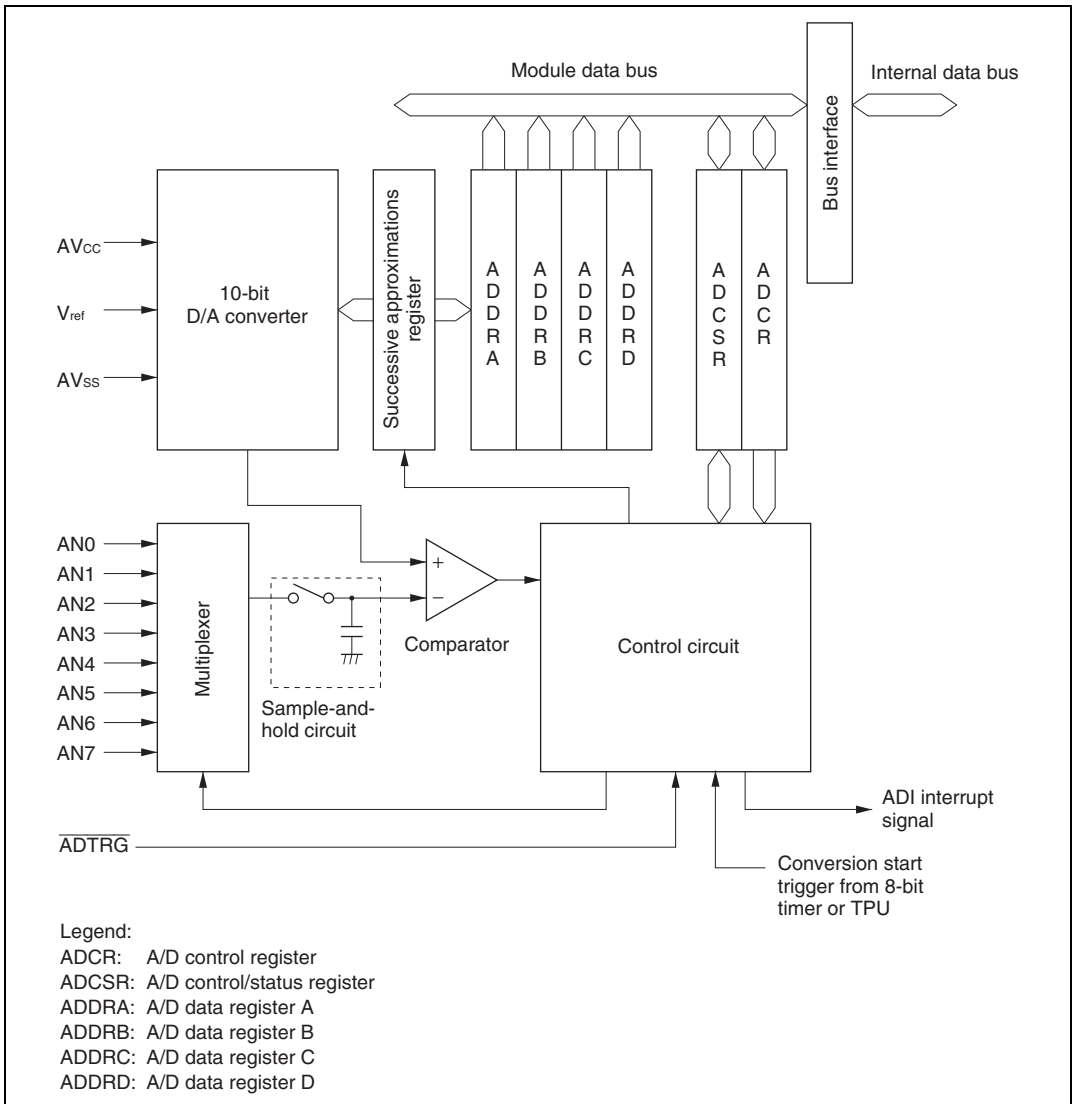 Module data bus
Internal data bus
Bus interface
AVCC
Vref
AVSS
10-bit
D/A converter
Successive approximations
register
ADDRA
ADDRB
ADDRC
ADDRD
ADCSR
ADCR
AN0
AN1
AN2
AN3
AN4
AN5
AN6
AN7
Multiplexer
Sample-and-
hold circuit
+
−
Comparator
Control circuit
ADI interrupt
signal
ADTRG
Conversion start
trigger from 8-bit
timer or TPU
Legend:
ADCR: A/D control register
ADCSR: A/D control/status register
ADDRA: A/D data register A
ADDRB: A/D data register B
ADDRC: A/D data register C
ADDRD: A/D data register D